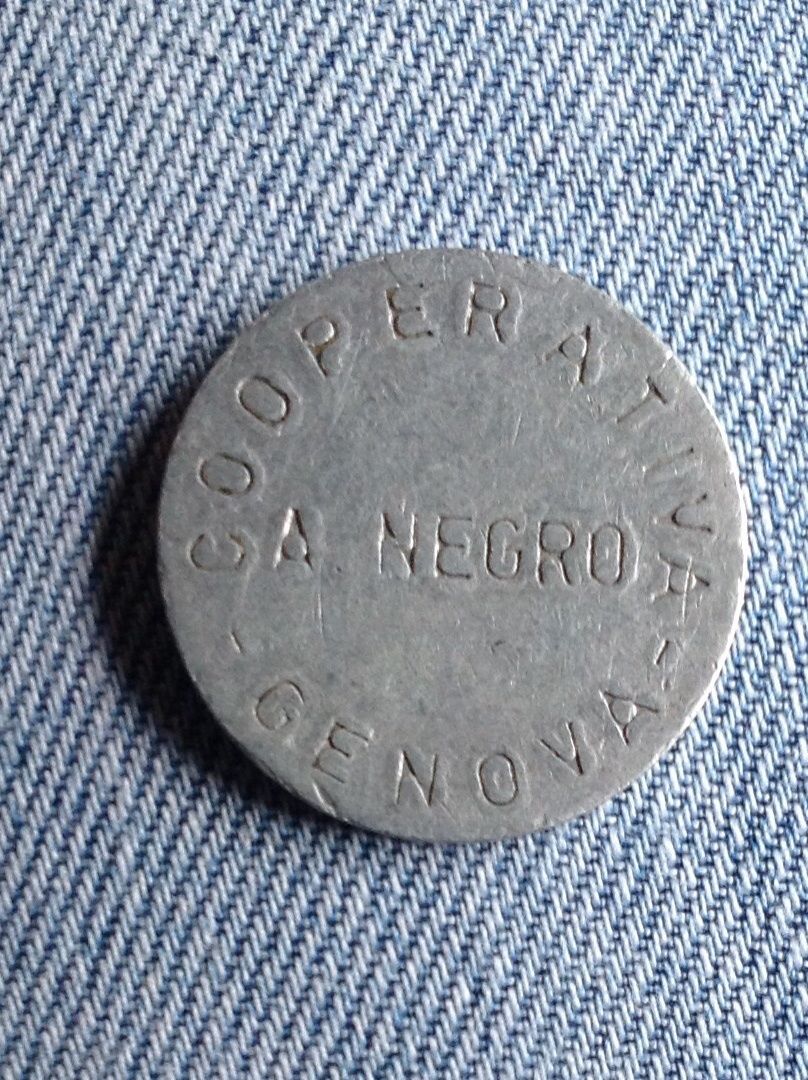 COOPERATIVA
A. NEGRO
- GENOVA -